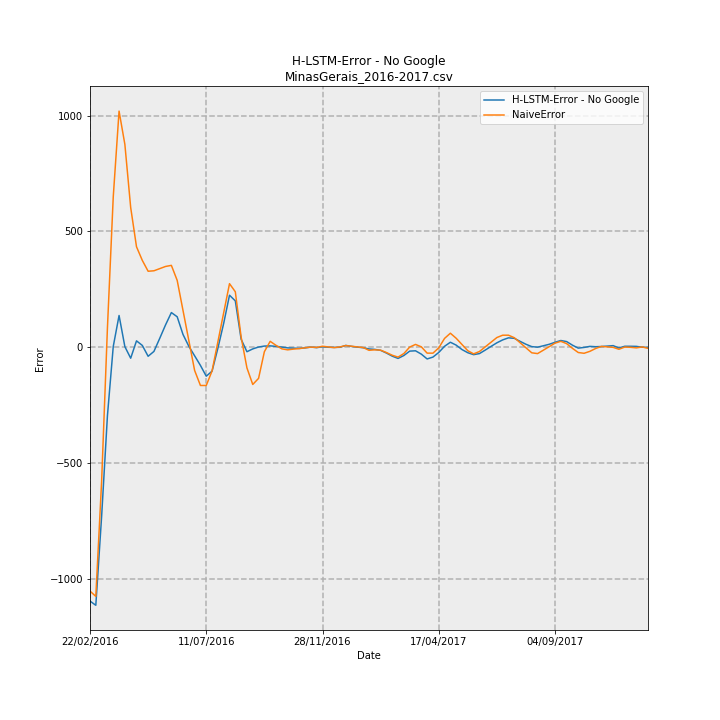 H-LSTM-Error - No Google
MinasGerais_2016-2017.csv
H-LSTM-Error - No Google
NaiveError
1000
500
0
−500
−1000
Error
22/02/2016
11/07/2016
28/11/2016
17/04/2017
04/09/2017
Date